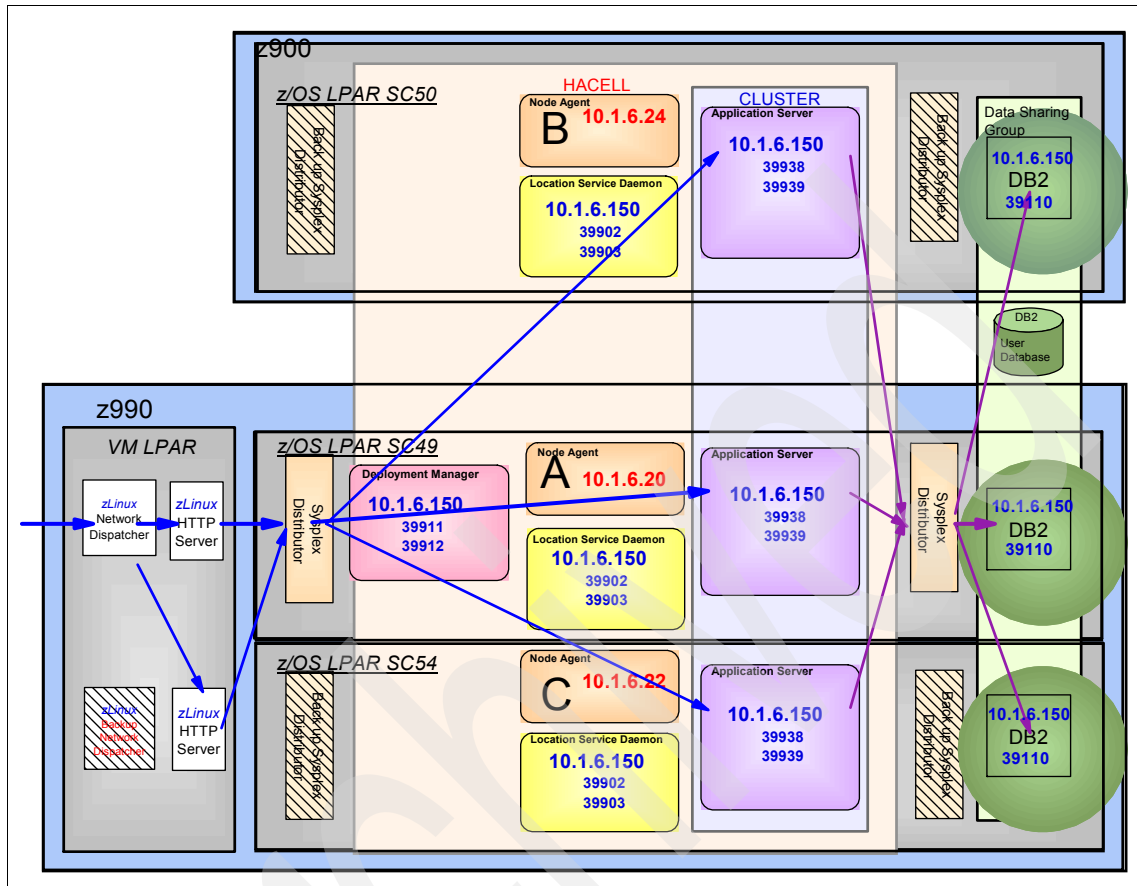 z900
z/OS LPAR SC50
Back up Sysplex
Distributor
HACELL
Node Agent
B
10.1.6.24
Location Service Daemon
10.1.6.150
39902
39903
CLUSTER
Application Server
10.1.6.150
39938
39939
Back up Sysplex
Distributor
Data Sharing
Group
10.1.6.150
DB2
39110
DB2
User
Database
z990
VM LPAR
zLinux
Network
Dispatcher
zLinux
HTTP
Server
zLinux
Backup
Network
Dispatcher
zLinux
HTTP
Server
z/OS LPAR SC49
Sysplex
Distributor
Deployment Manager
10.1.6.150
39911
39912
Node Agent
A
10.1.6.20
Location Service Daemon
10.1.6.150
39902
39903
Application Server
10.1.6.150
39938
39939
Sysplex
Distributor
10.1.6.150
DB2
39110
z/OS LPAR SC54
Back up Sysplex
Distributor
Node Agent
C
10.1.6.22
Location Service Daemon
10.1.6.150
39902
39903
Application Server
10.1.6.150
39938
39939
Back up Sysplex
Distributor
10.1.6.150
DB2
39110